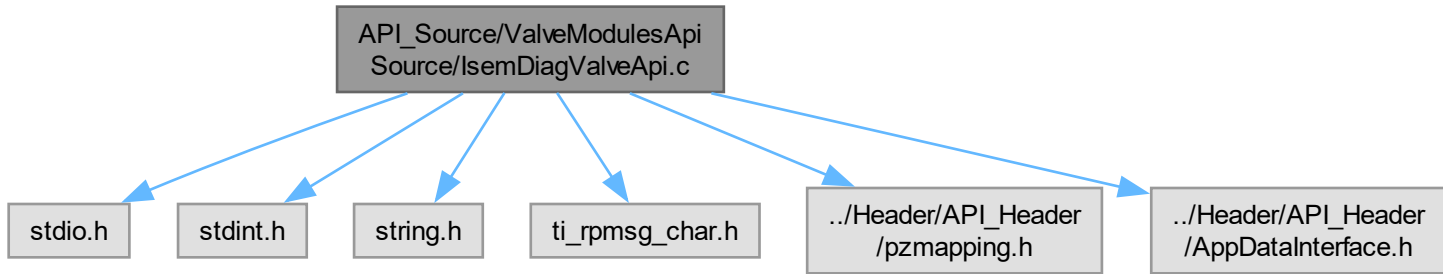 API_Source/ValveModulesApi
Source/IsemDiagValveApi.c
stdio.h
stdint.h
string.h
ti_rpmsg_char.h
../Header/API_Header
/pzmapping.h
../Header/API_Header
/AppDataInterface.h